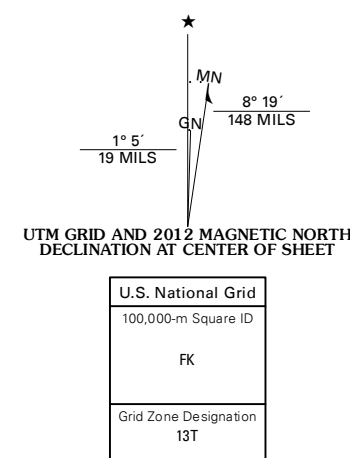 ★
MN
8° 19´
148 MILS
GN
1° 5´
19 MILS
UTM GRID AND 2012 MAGNETIC NORTH
DECLINATION AT CENTER OF SHEET
U.S. National Grid
100,000-m Square ID
FK
Grid Zone Designation
13T